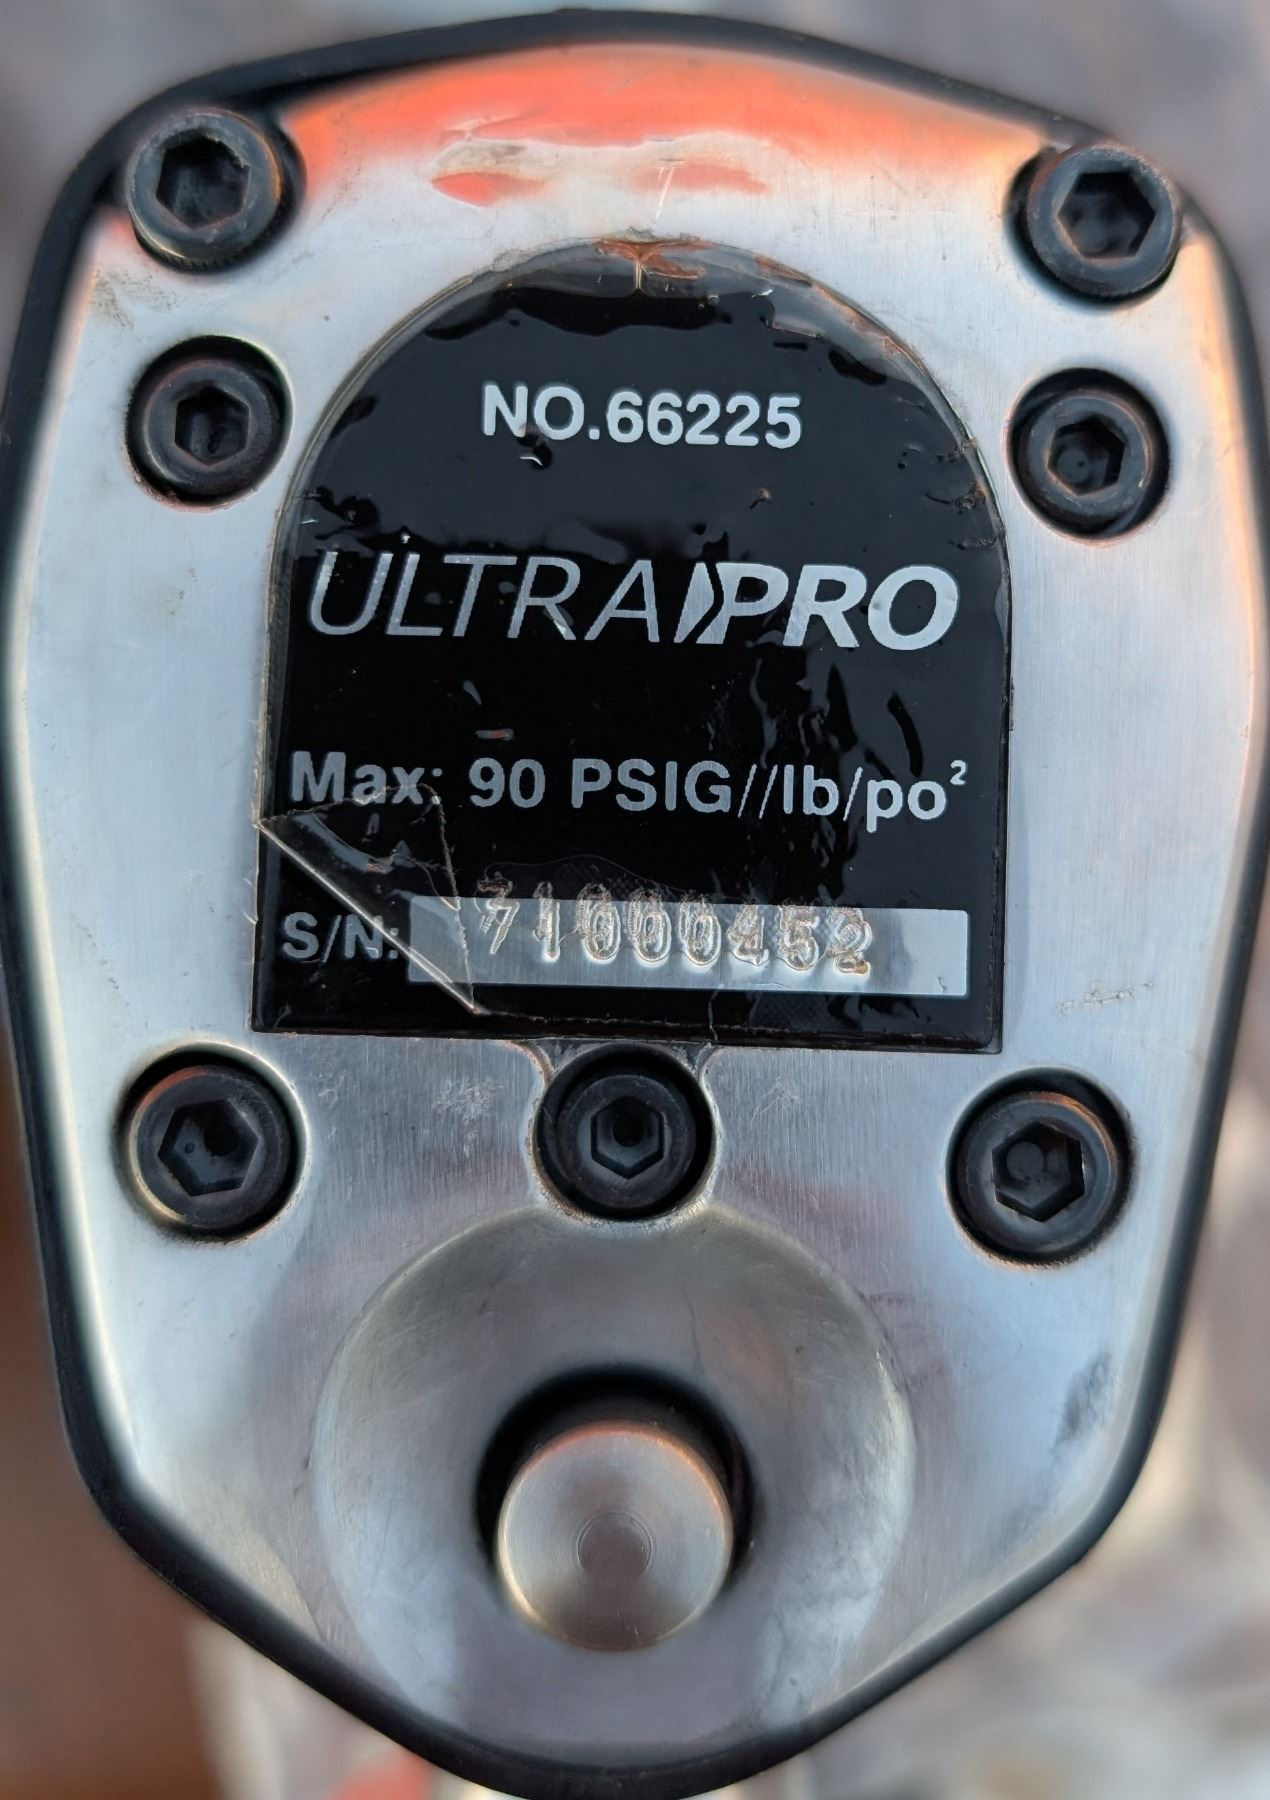 NO.66225
ULTRAPRO
Max: 90 PSIG//lb/po²
S/N: 71000452